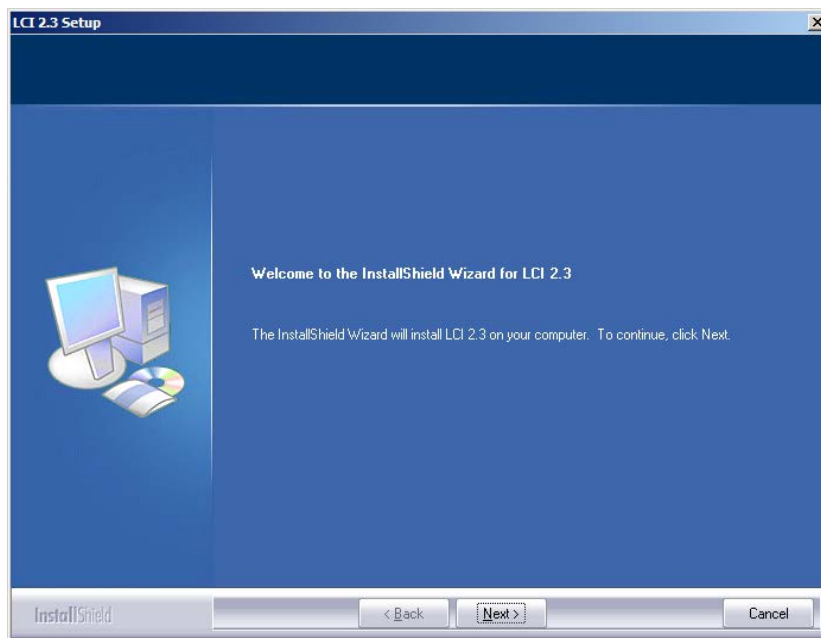 LCI 2.3 Setup
Welcome to the InstallShield Wizard for LCI 2.3
The InstallShield Wizard will install LCI 2.3 on your computer. To continue, click Next.
InstallShield
< Back
Next >
Cancel